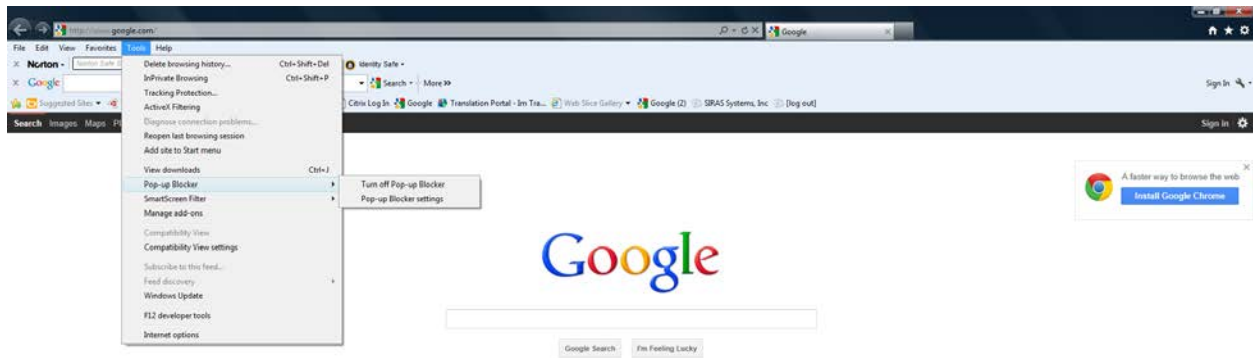 http://www.google.com/
Google
File Edit View Favorites Tools Help
Norton - Identity Safe
Google Search More >> Sign In
Suggested Sites Citrix Log In Google Translation Portal - Im Tra... Web Slice Gallery Google (2) SIRAS Systems, Inc [log out]
Search Images Maps Sign in
Delete browsing history... Ctrl+Shift+Del
InPrivate Browsing Ctrl+Shift+P
Tracking Protection...
ActiveX Filtering
Diagnose connection problems...
Reopen last browsing session
Add site to Start menu
View downloads Ctrl+J
Pop-up Blocker
Turn off Pop-up Blocker
SmartScreen Filter
Pop-up Blocker settings
Manage add-ons
Compatibility View
Compatibility View settings
Subscribe to this feed...
Feed discovery
Windows Update
F12 developer tools
Internet options
A faster way to browse the web
Install Google Chrome
Google
Google Search I'm Feeling Lucky